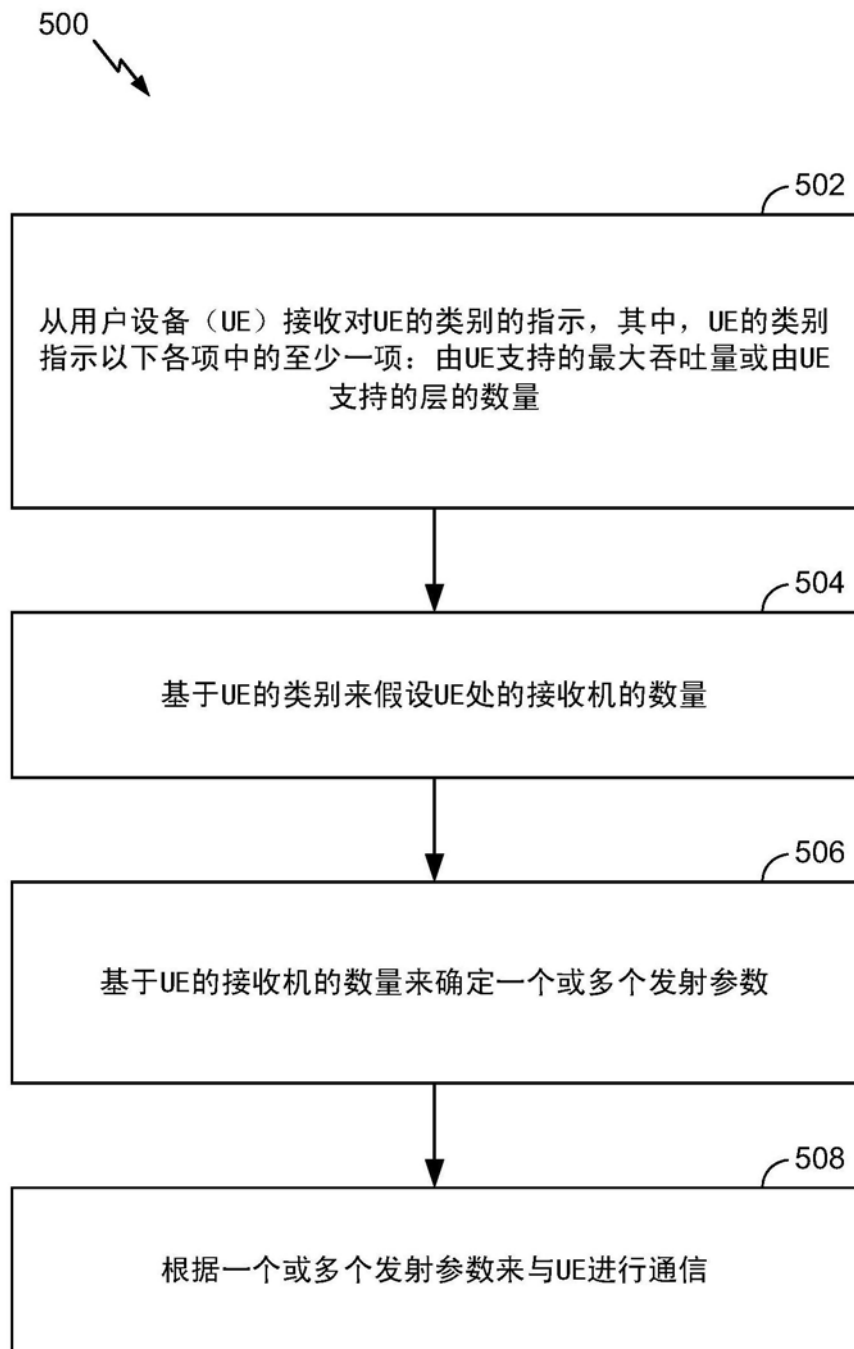 500
502
从用户设备（UE）接收对UE的类别的指示，其中，UE的类别
指示以下各项中的至少一项：由UE支持的最大吞吐量或由UE
支持的层的数量
504
基于UE的类别来假设UE处的接收机的数量
506
基于UE的接收机的数量来确定一个或多个发射参数
508
根据一个或多个发射参数来与UE进行通信